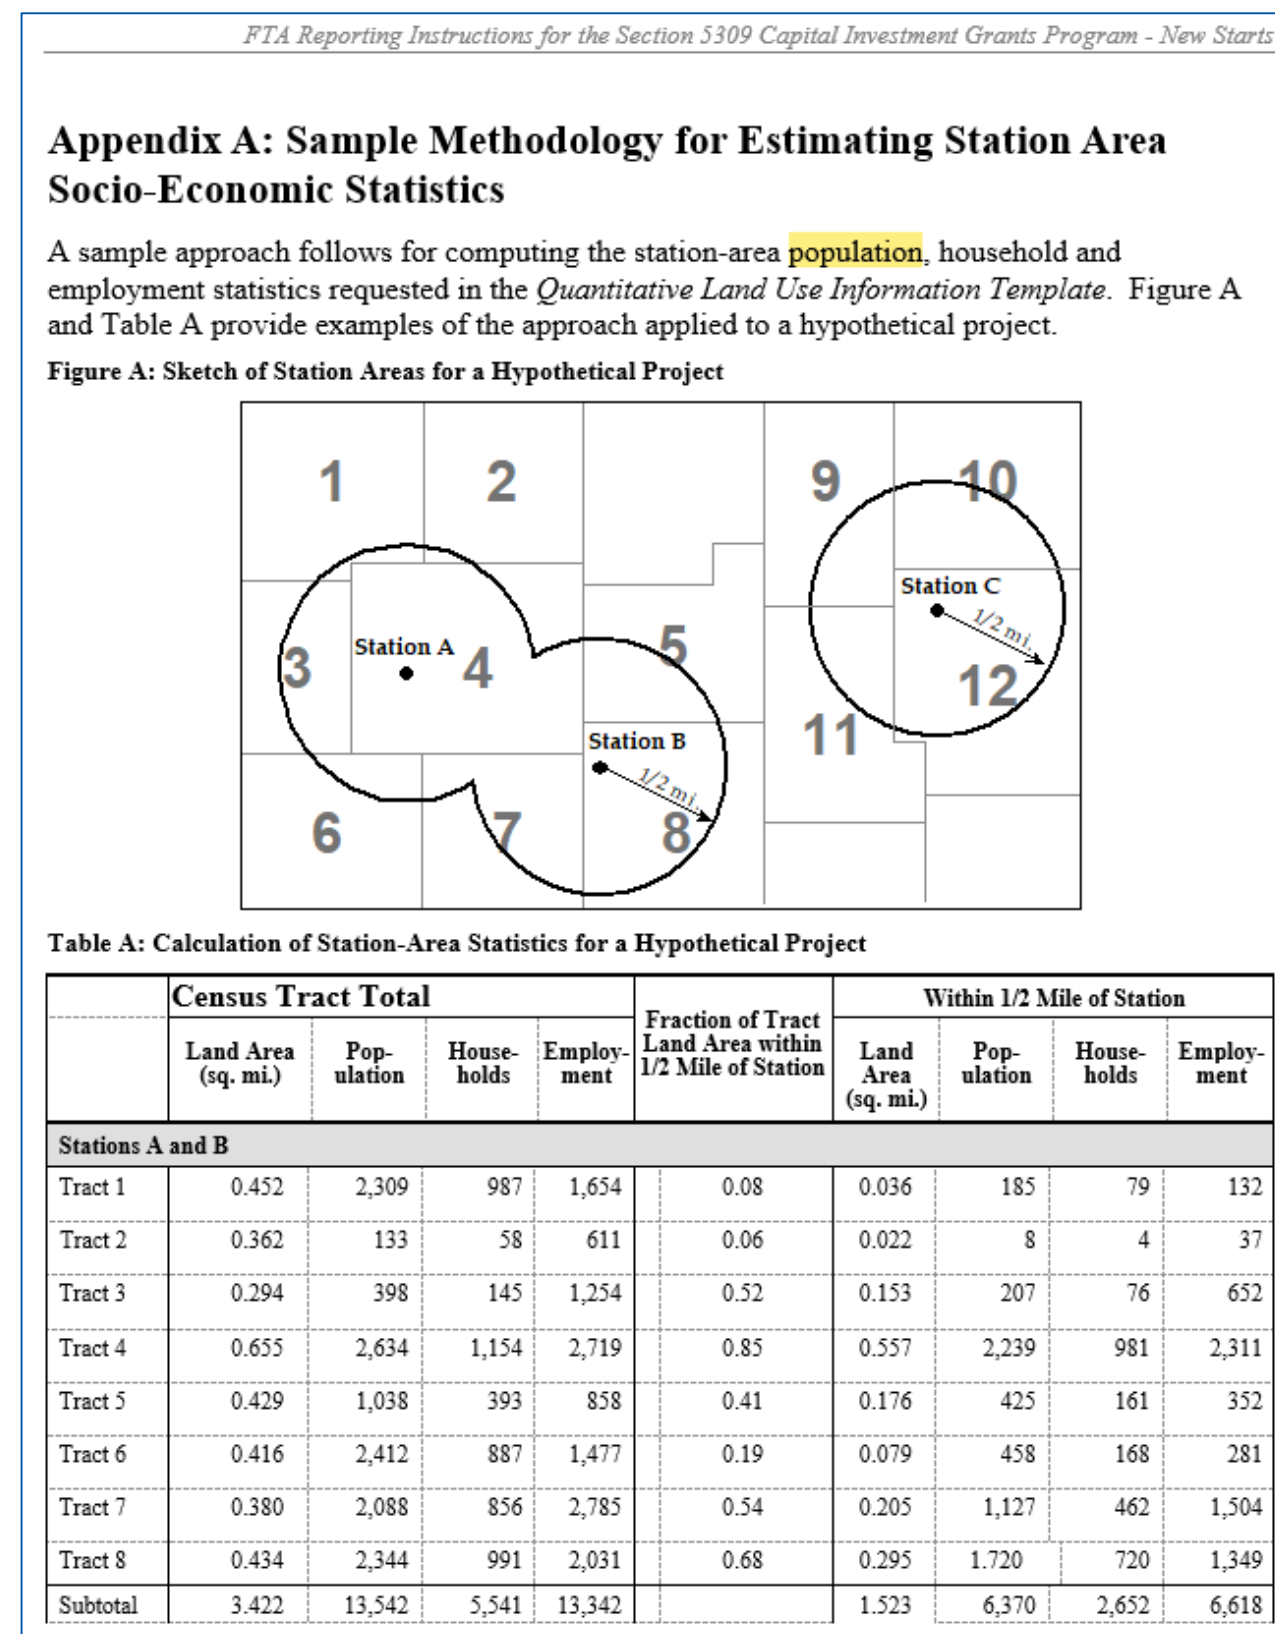 FTA Reporting Instructions for the Section 5309 Capital Investment Grants Program - New Starts
Appendix A: Sample Methodology for Estimating Station Area
Socio-Economic Statistics
A sample approach follows for computing the station-area population, household and
employment statistics requested in the Quantitative Land Use Information Template. Figure A
and Table A provide examples of the approach applied to a hypothetical project.
Figure A: Sketch of Station Areas for a Hypothetical Project
1 2 9 10
Station C
1/2 mi.
Station A
3 4 5 12
Station B
11
1/2 mi.
6 7 8
Table A: Calculation of Station-Area Statistics for a Hypothetical Project
Census Tract Total
Fraction of Tract
Land Area within
1/2 Mile of Station
Within 1/2 Mile of Station
Land Area
(sq. mi.)
Pop-
ulation
House-
holds
Employ-
ment
Land
Area
(sq. mi.)
Pop-
ulation
House-
holds
Employ-
ment
Stations A and B
Tract 1 0.452 2,309 987 1,654 0.08 0.036 185 79 132
Tract 2 0.362 133 58 611 0.06 0.022 8 4 37
Tract 3 0.294 398 145 1,254 0.52 0.153 207 76 652
Tract 4 0.655 2,634 1,154 2,719 0.85 0.557 2,239 981 2,311
Tract 5 0.429 1,038 393 858 0.41 0.176 425 161 352
Tract 6 0.416 2,412 887 1,477 0.19 0.079 458 168 281
Tract 7 0.380 2,088 856 2,785 0.54 0.205 1,127 462 1,504
Tract 8 0.434 2,344 991 2,031 0.68 0.295 1.720 720 1,349
Subtotal 3.422 13,542 5,541 13,342 1.523 6,370 2,652 6,618